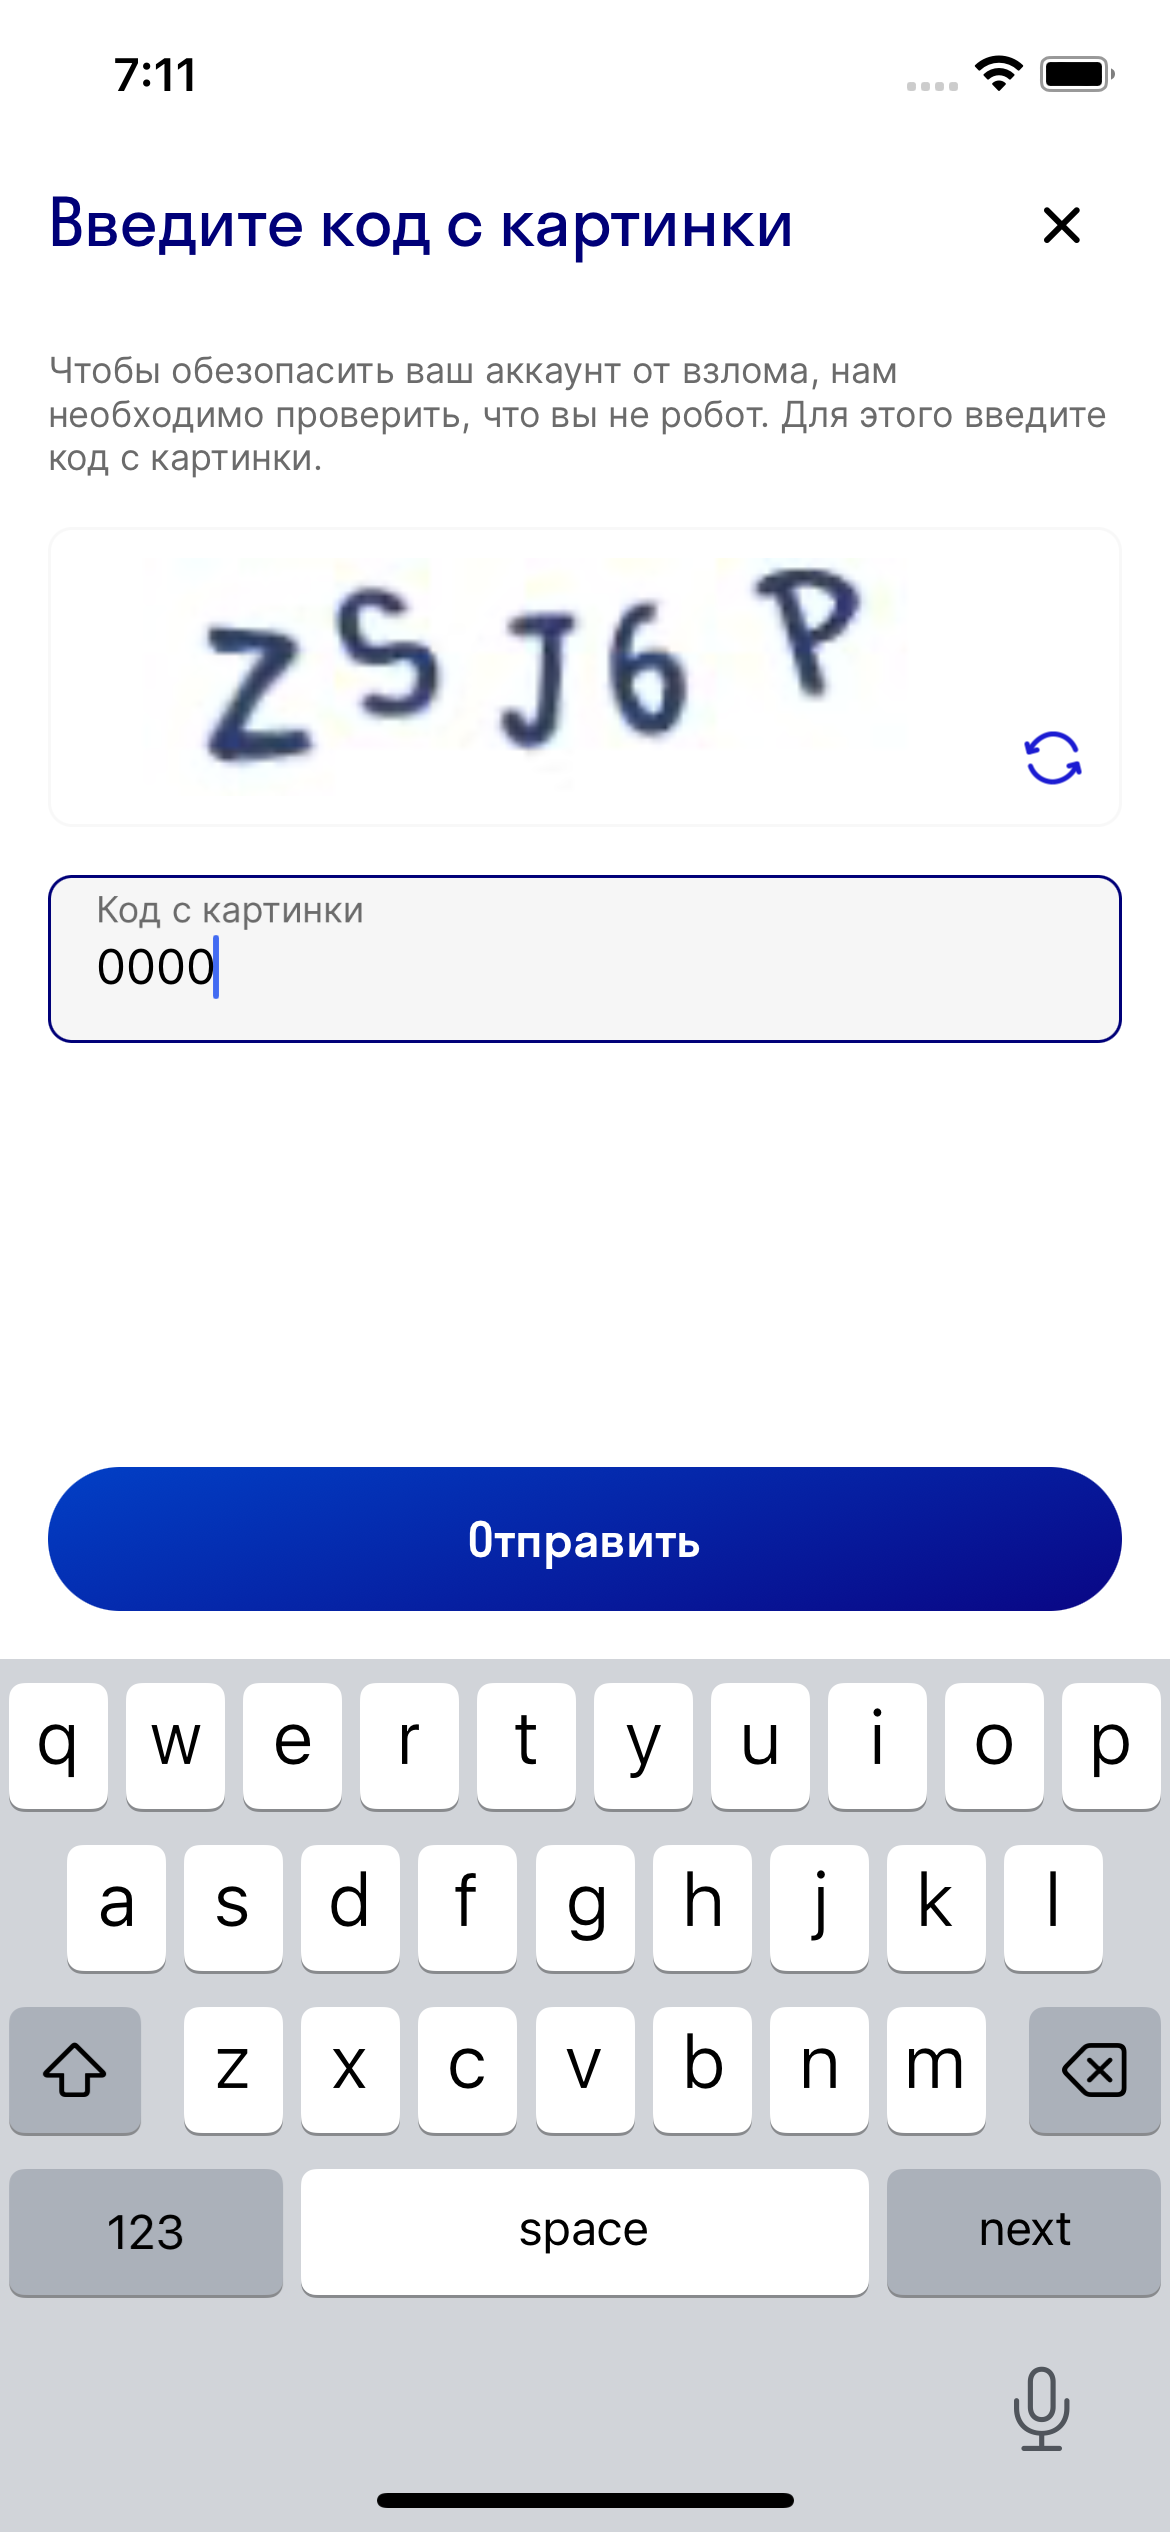 7:11
Введите код с картинки
Чтобы обезопасить ваш аккаунт от взлома, нам
необходимо проверить, что вы не робот. Для этого введите
код с картинки.
ZSJ6P
Код с картинки
0000
Отправить
q w e r t y u i o p
a s d f g h j k l
z x c v b n m
123 space next